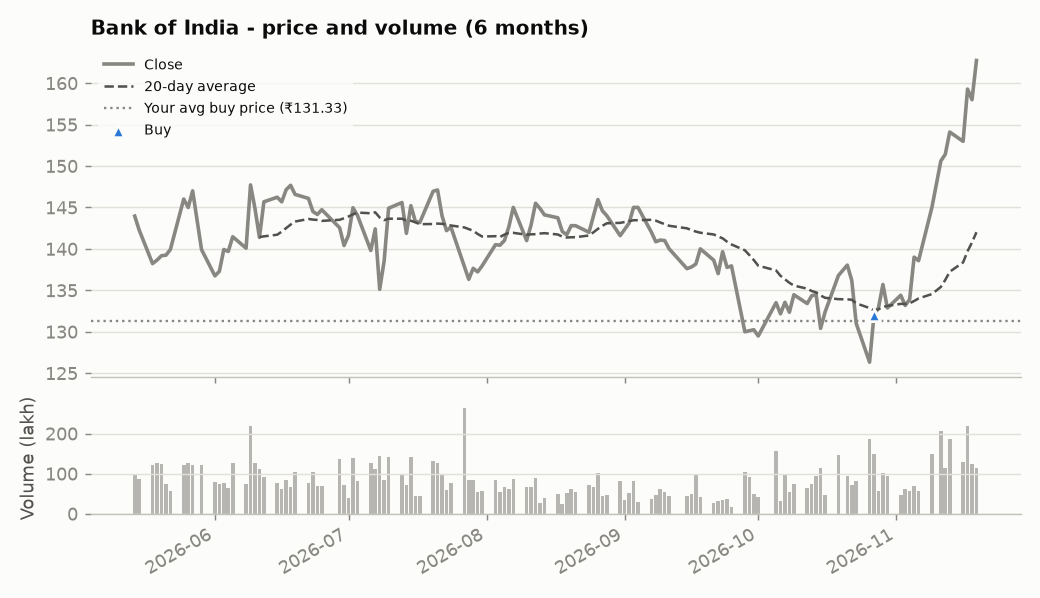 Bank of India - price and volume (6 months)
Close
20-day average
Your avg buy price (₹131.33)
Buy
160
155
150
145
140
135
130
125
Volume (lakh)
200
100
0
2026-06
2026-07
2026-08
2026-09
2026-10
2026-11